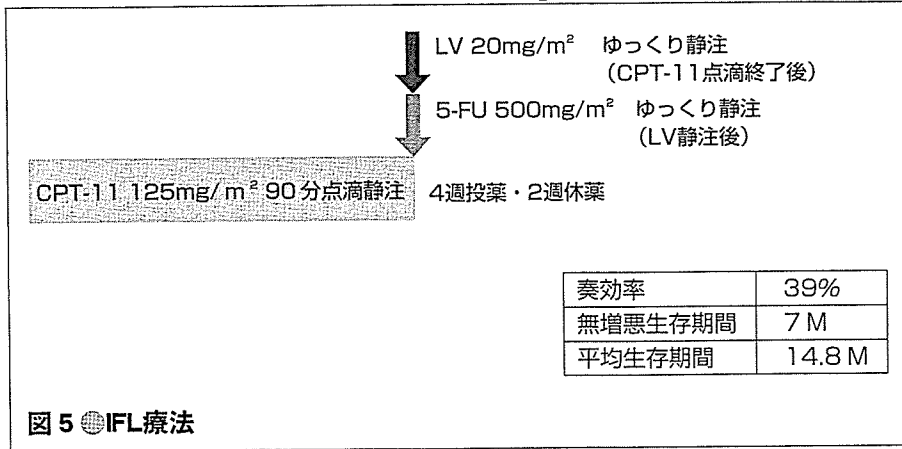 LV 20mg/m² ゆっくり静注
(CPT-11点滴終了後)
5-FU 500mg/m² ゆっくり静注
(LV静注後)
CPT-11 125mg/m² 90分点滴静注 4週投薬・2週休薬
奏効率 39%
無増悪生存期間 7 M
平均生存期間 14.8 M
図5 ●IFL療法